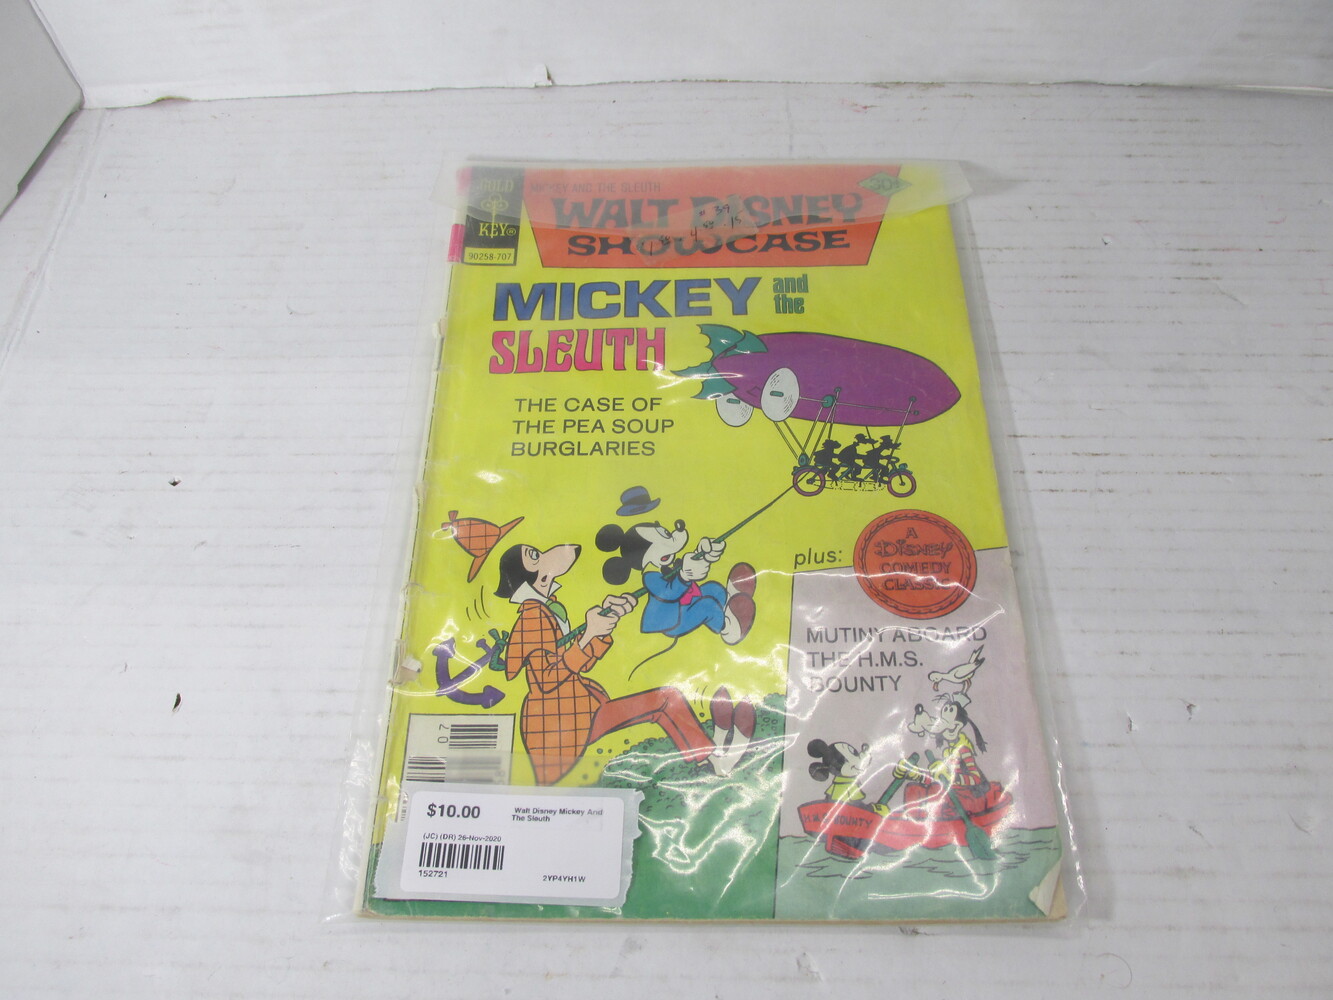 GOLD
KEY®
90258-707
MICKEY AND THE SLEUTH
30¢
WALT DISNEY
SHOWCASE
MICKEY and
the
SLEUTH
THE CASE OF
THE PEA SOUP
BURGLARIES
plus:
A
DISNEY
COMEDY
CLASSIC
MUTINY ABOARD
THE H.M.S.
BOUNTY
H.M.S. BOUNTY
07
$10.00
Walt Disney Mickey And
The Sleuth
(JC) (DR) 26-Nov-2020
152721
2YP4YH1W